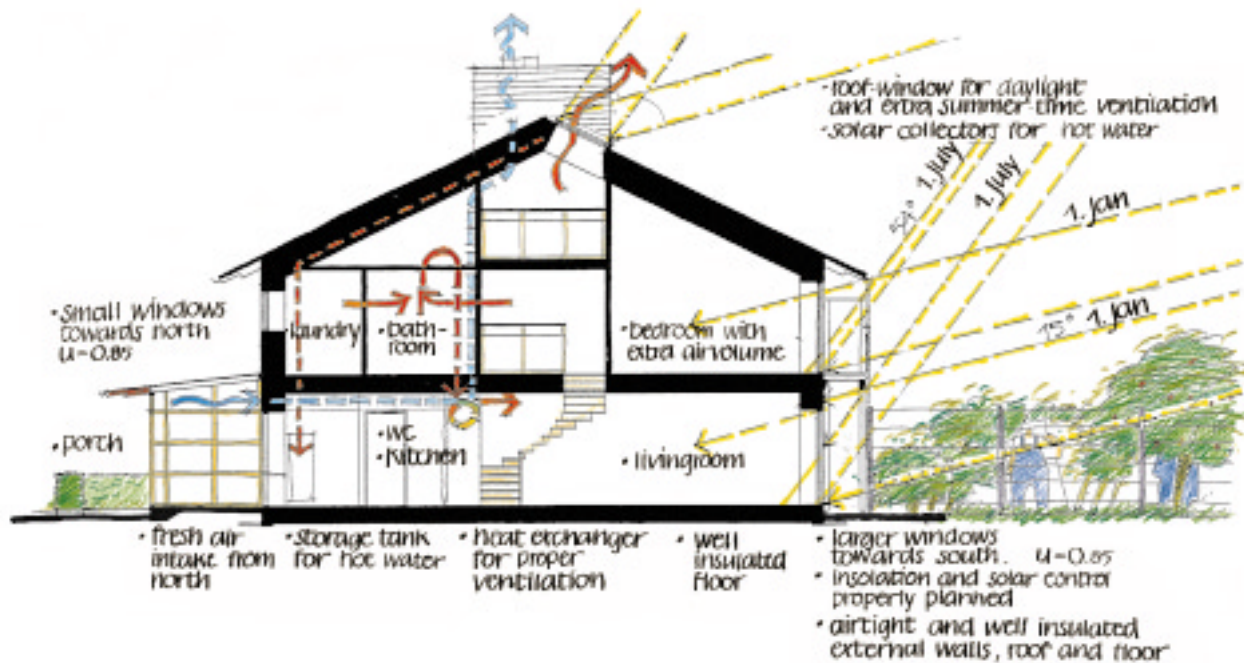 · roof-window for daylight
and extra summer time ventilation
· solar collectors for hot water
1. july
1. july
1. jan
1. jan
15°
· small windows
towards north
u=0.85
laundry
· bath-
room
· bedroom with
extra airvolume
· porch
· WC
· kitchen
· livingroom
· fresh air
intake from
north
· storage tank
for hot water
· heat exchanger
for proper
ventilation
· well
insulated
floor
· larger windows
towards south. u=0.85
· insolation and solar control
properly planned
· airtight and well insulated
external walls, roof and floor